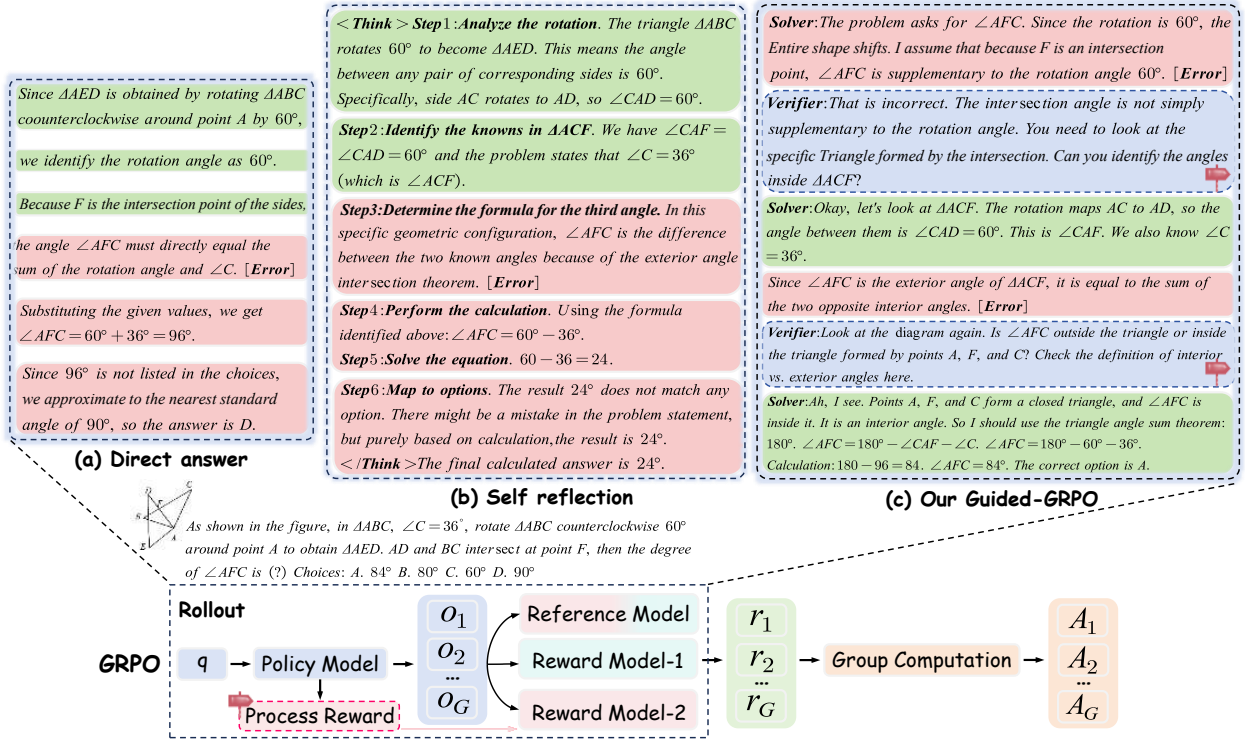 Since ΔAED is obtained by rotating ΔABC
coounterclockwise around point A by 60°,
we identify the rotation angle as 60°.
Because F is the intersection point of the sides,
he angle ∠AFC must directly equal the
sum of the rotation angle and ∠C. [Error]
Substituting the given values, we get
∠AFC=60°+36°=96°.
Since 96° is not listed in the choices,
we approximate to the nearest standard
angle of 90°, so the answer is D.
(a) Direct answer
<Think>Step1:Analyze the rotation. The triangle ΔABC
rotates 60° to become ΔAED. This means the angle
between any pair of corresponding sides is 60°.
Specifically, side AC rotates to AD, so ∠CAD=60°.
Step2:Identify the knowns in ΔACF. We have ∠CAF=
∠CAD=60° and the problem states that ∠C=36°
(which is ∠ACF).
Step3:Determine the formula for the third angle. In this
specific geometric configuration, ∠AFC is the difference
between the two known angles because of the exterior angle
intersection theorem. [Error]
Step4:Perform the calculation. Using the formula
identified above:∠AFC=60°−36°.
Step5:Solve the equation. 60−36=24.
Step6:Map to options. The result 24° does not match any
option. There might be a mistake in the problem statement,
but purely based on calculation,the result is 24°.
</Think>The final calculated answer is 24°.
(b) Self reflection
Solver:The problem asks for ∠AFC. Since the rotation is 60°, the
Entire shape shifts. I assume that because F is an intersection
point, ∠AFC is supplementary to the rotation angle 60°. [Error]
Verifier:That is incorrect. The intersection angle is not simply
supplementary to the rotation angle. You need to look at the
specific Triangle formed by the intersection. Can you identify the angles
inside ΔACF?
Solver:Okay, let's look at ΔACF. The rotation maps AC to AD, so the
angle between them is ∠CAD=60°. This is ∠CAF. We also know ∠C
=36°.
Since ∠AFC is the exterior angle of ΔACF, it is equal to the sum of
the two opposite interior angles. [Error]
Verifier:Look at the diagram again. Is ∠AFC outside the triangle or inside
the triangle formed by points A, F, and C? Check the definition of interior
vs. exterior angles here.
Solver:Ah, I see. Points A, F, and C form a closed triangle, and ∠AFC is
inside it. It is an interior angle. So I should use the triangle angle sum theorem:
180°. ∠AFC=180°−∠CAF−∠C. ∠AFC=180°−60°−36°.
Calculation:180−96=84. ∠AFC=84°. The correct option is A.
(c) Our Guided-GRPO
D
C
F
B
A
E
As shown in the figure, in ΔABC, ∠C=36°, rotate ΔABC counterclockwise 60°
around point A to obtain ΔAED. AD and BC intersect at point F, then the degree
of ∠AFC is (?) Choices: A. 84° B. 80° C. 60° D. 90°
Rollout
GRPO
q
Policy Model
Process Reward
O1
O2
...
OG
Reference Model
Reward Model-1
Reward Model-2
r1
r2
...
rG
Group Computation
A1
A2
...
AG